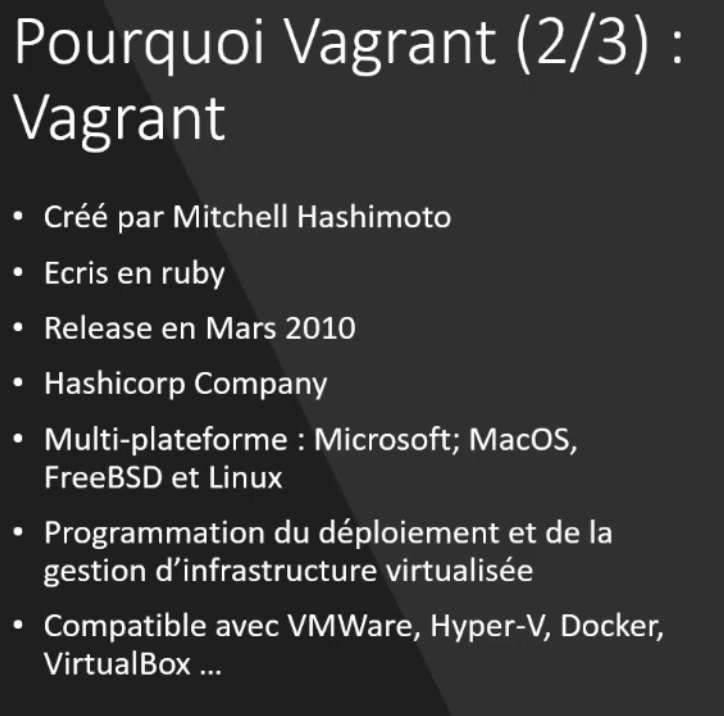 Pourquoi Vagrant (2/3) :
Vagrant
• Créé par Mitchell Hashimoto
• Ecris en ruby
• Release en Mars 2010
• Hashicorp Company
• Multi-plateforme : Microsoft; MacOS,
FreeBSD et Linux
• Programmation du déploiement et de la
gestion d’infrastructure virtualisée
• Compatible avec VMWare, Hyper-V, Docker,
VirtualBox ...